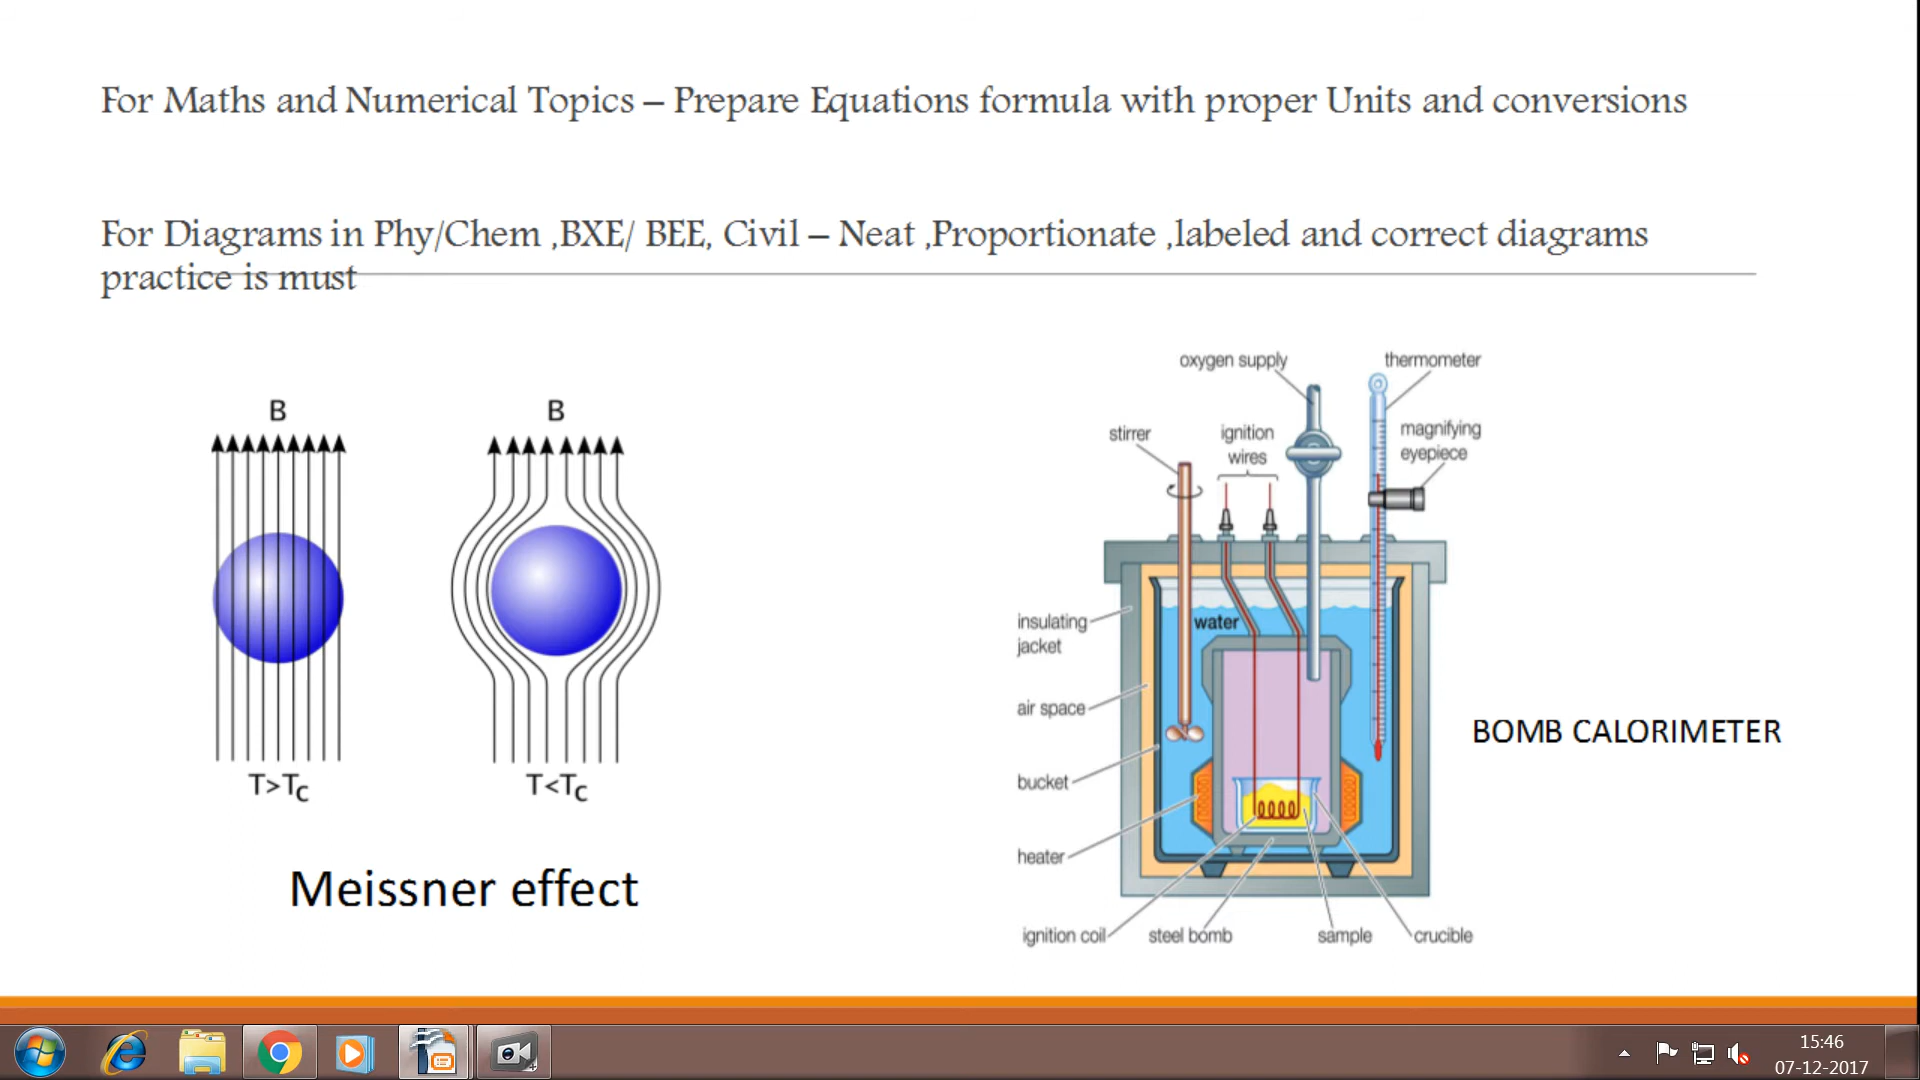 For Maths and Numerical Topics – Prepare Equations formula with proper Units and conversions
For Diagrams in Phy/Chem ,BXE/ BEE, Civil – Neat ,Proportionate ,labeled and correct diagrams
practice is must
B
B
T>Tc
T<Tc
Meissner effect
oxygen supply
thermometer
stirrer
ignition
wires
magnifying
eyepiece
insulating
jacket
water
air space
bucket
heater
ignition coil
steel bomb
sample
crucible
BOMB CALORIMETER
15:46
07-12-2017